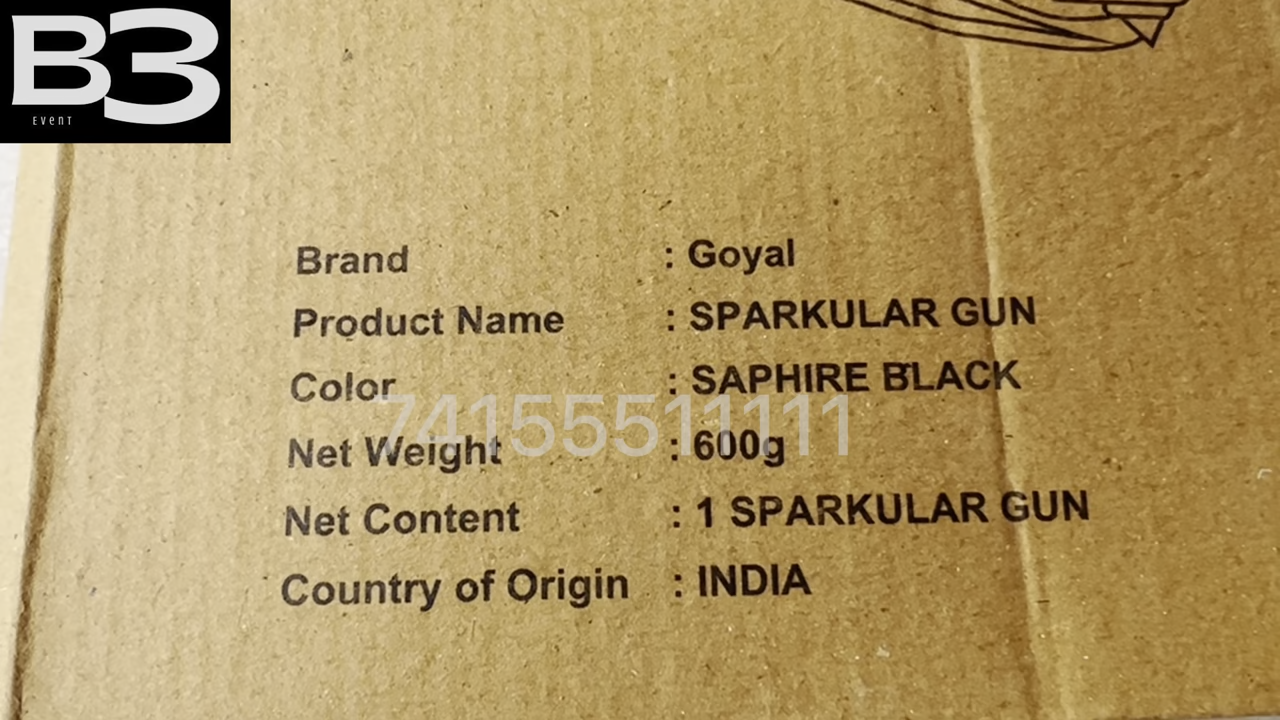 B3
EVENT
Brand : Goyal
Product Name : SPARKULAR GUN
Color : SAPHIRE BLACK
74155511111
Net Weight : 600g
Net Content : 1 SPARKULAR GUN
Country of Origin : INDIA